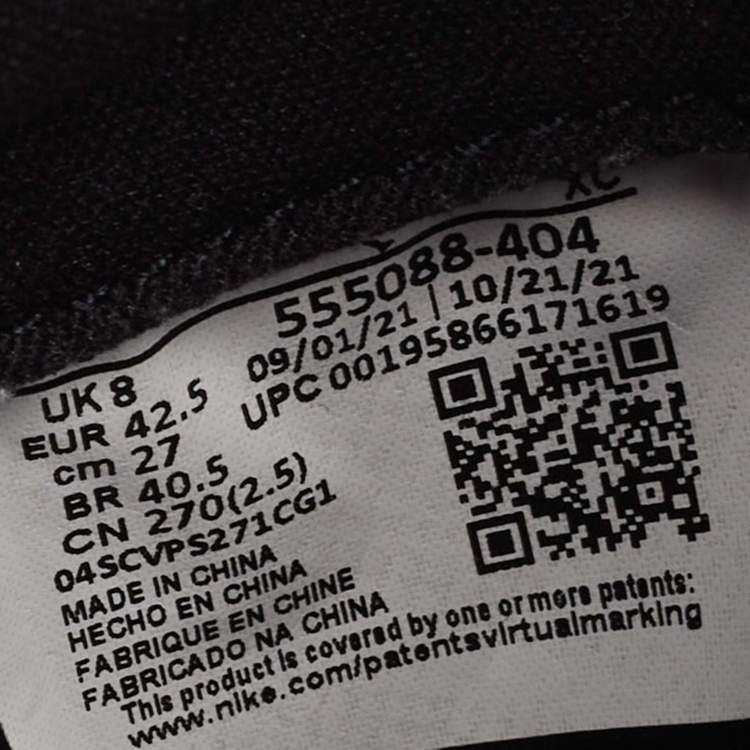 XC
555088-404
09/01/21 | 10/21/21
UPC 00195866171619
UK 8
EUR 42.5
cm 27
BR 40.5
CN 270(2.5)
04SCVPS271CG1
MADE IN CHINA
HECHO EN CHINA
FABRIQUE EN CHINE
FABRICADO NA CHINA
This product is covered by one or more patents:
www.nike.com/patentsvirtualmarking